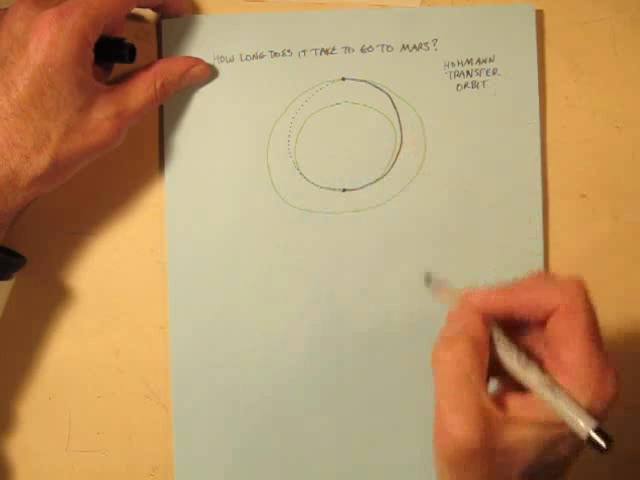 HOW LONG DOES IT TAKE TO GO TO MARS?
HOHMANN
TRANSFER
ORBIT